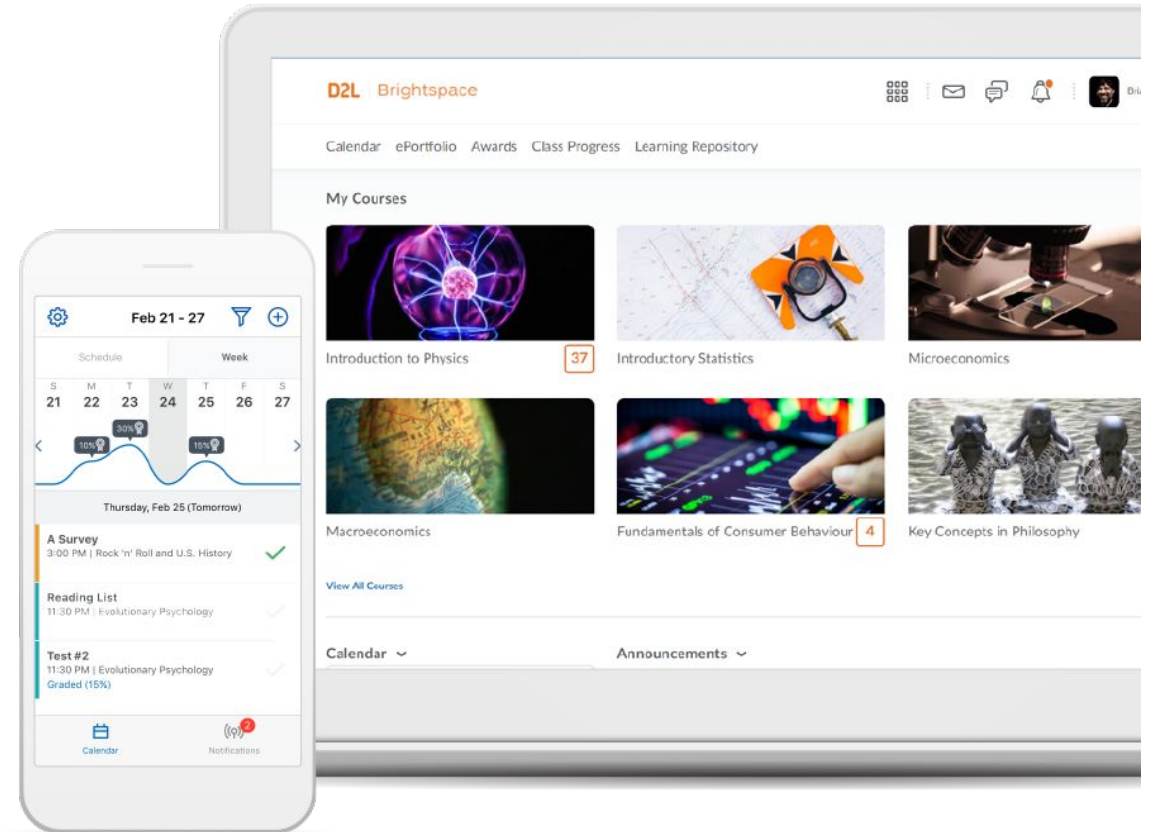 D2L Brightspace
Calendar ePortfolio Awards Class Progress Learning Repository
My Courses
Introduction to Physics 37
Introductory Statistics
Microeconomics
Macroeconomics
Fundamentals of Consumer Behaviour 4
Key Concepts in Philosophy
View All Courses
Calendar
Announcements
Feb 21 - 27
Schedule Week
S M T W T F S
21 22 23 24 25 26 27
10% 30% 15%
Thursday, Feb 25 (Tomorrow)
A Survey
3:00 PM | Rock 'n' Roll and U.S. History
Reading List
11:30 PM | Evolutionary Psychology
Test #2
11:30 PM | Evolutionary Psychology
Graded (15%)
2
Calendar Notifications